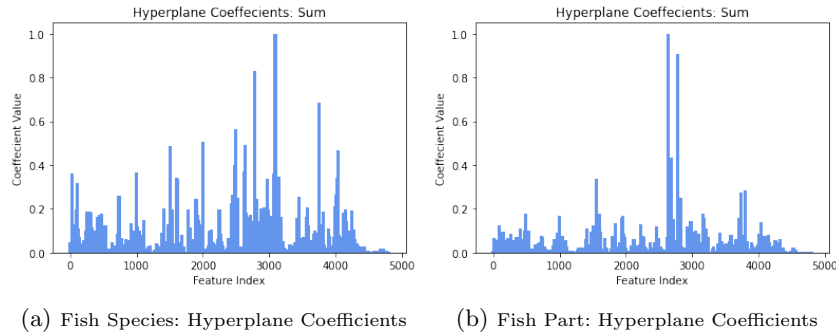 Hyperplane Coeffecients: Sum
1.0
0.8
0.6
0.4
0.2
0.0
Coeffecient Value
0 1000 2000 3000 4000 5000
Feature Index
(a) Fish Species: Hyperplane Coefficients
Hyperplane Coeffecients: Sum
1.0
0.8
0.6
0.4
0.2
0.0
Coeffecient Value
0 1000 2000 3000 4000 5000
Feature Index
(b) Fish Part: Hyperplane Coefficients